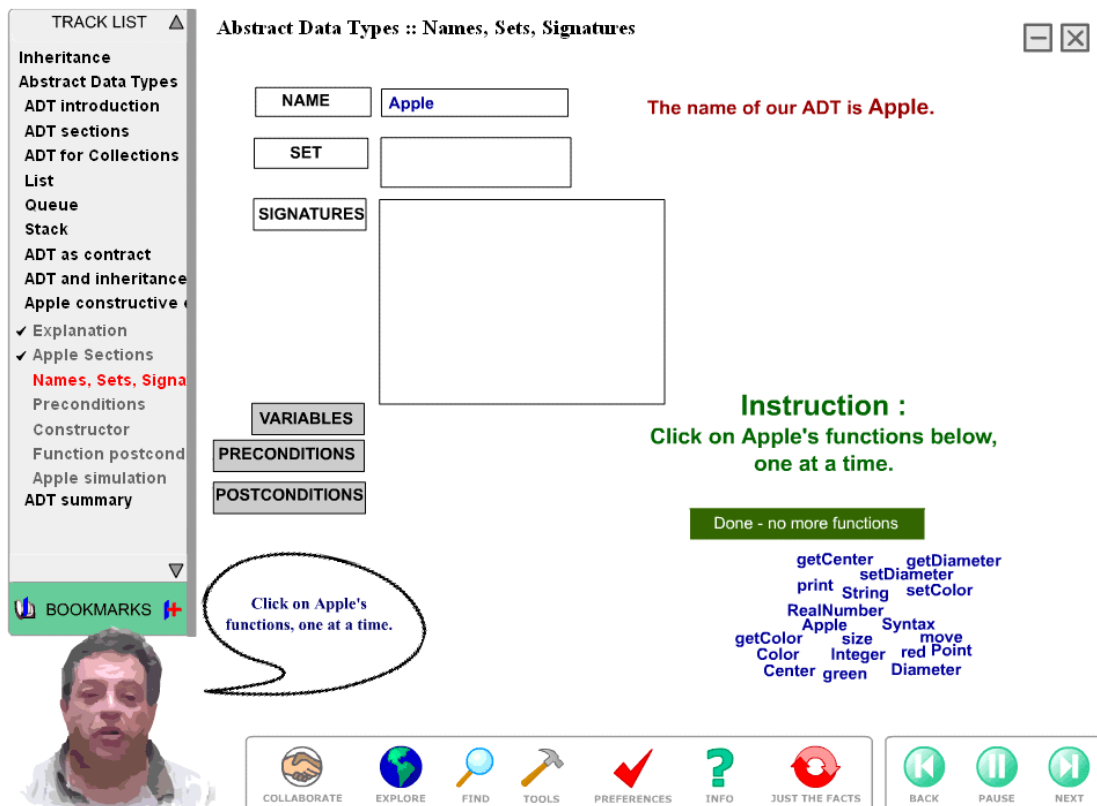 TRACK LIST
Inheritance
Abstract Data Types
ADT introduction
ADT sections
ADT for Collections
List
Queue
Stack
ADT as contract
ADT and inheritance
Apple constructive
Explanation
Apple Sections
Names, Sets, Signa
Preconditions
Constructor
Function postcond
Apple simulation
ADT summary
BOOKMARKS
Abstract Data Types :: Names, Sets, Signatures
NAME
Apple
The name of our ADT is Apple.
SET
SIGNATURES
VARIABLES
PRECONDITIONS
POSTCONDITIONS
Instruction :
Click on Apple's functions below,
one at a time.
Done - no more functions
getCenter getDiameter
setDiameter
print String setColor
RealNumber
Apple Syntax
getColor size move
Color Integer red Point
Center green Diameter
Click on Apple's
functions, one at a time.
COLLABORATE EXPLORE FIND TOOLS PREFERENCES INFO JUST THE FACTS BACK PAUSE NEXT